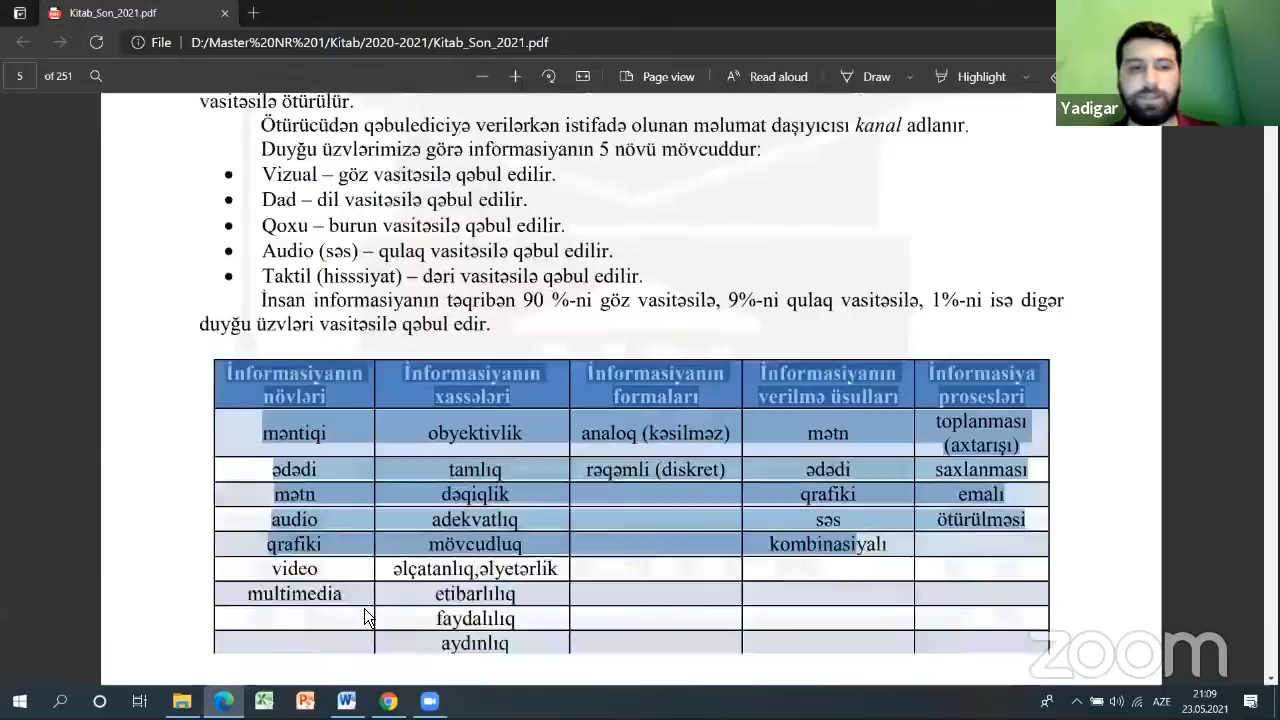 Kitab_Son_2021.pdf
File D:/Master%20NR%201/Kitab/2020-2021/Kitab_Son_2021.pdf
5 of 251 Page view Read aloud Draw Highlight
Yadigar
vasitəsilə ötürülür.
Ötürücüdən qəbulediciyə verilərkən istifadə olunan məlumat daşıyıcısı kanal adlanır.
Duyğu üzvlərimizə görə informasiyanın 5 növü mövcuddur:
• Vizual – göz vasitəsilə qəbul edilir.
• Dad – dil vasitəsilə qəbul edilir.
• Qoxu – burun vasitəsilə qəbul edilir.
• Audio (səs) – qulaq vasitəsilə qəbul edilir.
• Taktil (hisssiyat) – dəri vasitəsilə qəbul edilir.
İnsan informasiyanın təqribən 90 %-ni göz vasitəsilə, 9%-ni qulaq vasitəsilə, 1%-ni isə digər
duyğu üzvləri vasitəsilə qəbul edir.
İnformasiyanın İnformasiyanın İnformasiyanın İnformasiyanın İnformasiya
növləri xassələri formaları verilmə üsulları prosesləri
məntiqi obyektivlik analoq (kəsilməz) mətn toplanması
(axtarışı)
ədədi tamlıq rəqəmli (diskret) ədədi saxlanması
mətn dəqiqlik qrafiki emalı
audio adekvatlıq səs ötürülməsi
qrafiki mövcudluq kombinasiyalı
video əlçatanlıq,əlyetərlik
multimedia etibarlılıq
faydalılıq
aydınlıq
zoom
AZE 21:09
23.05.2021